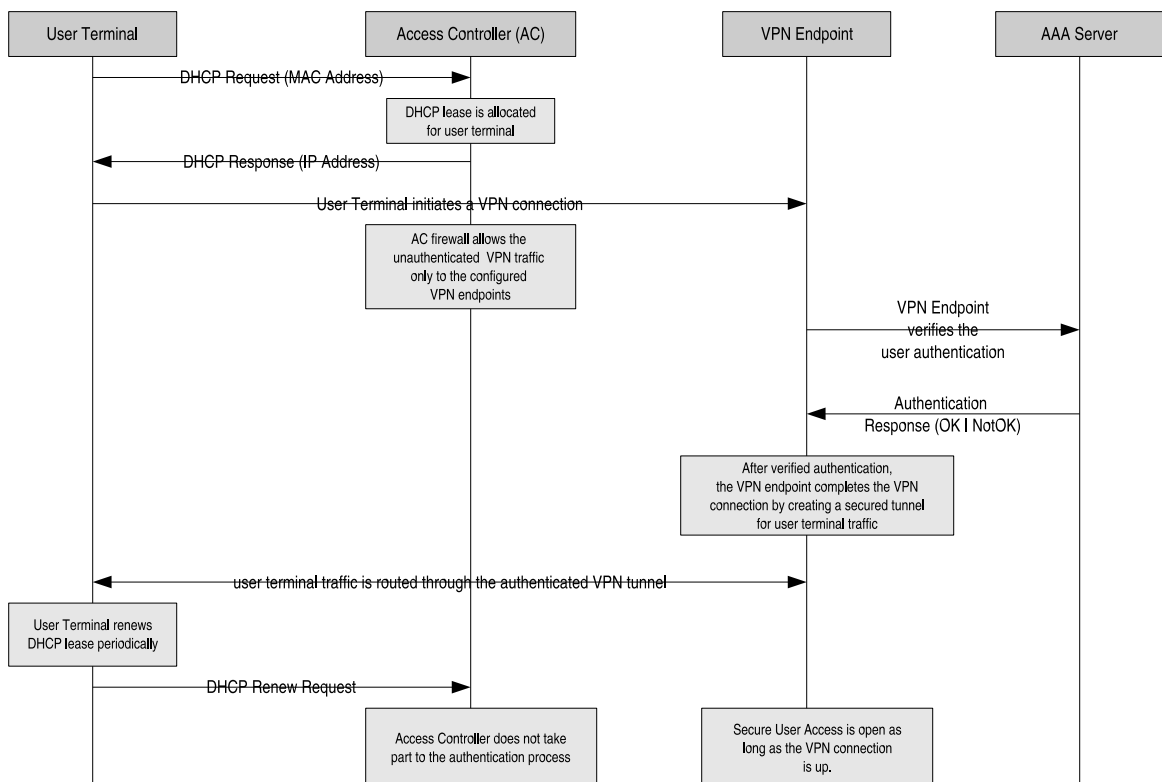 User Terminal
Access Controller (AC)
VPN Endpoint
AAA Server
DHCP Request (MAC Address)
DHCP lease is allocated
for user terminal
DHCP Response (IP Address)
User Terminal initiates a VPN connection
AC firewall allows the
unauthenticated VPN traffic
only to the configured
VPN endpoints
VPN Endpoint
verifies the
user authentication
Authentication
Response (OK | NotOK)
After verified authentication,
the VPN endpoint completes the VPN
connection by creating a secured tunnel
for user terminal traffic
user terminal traffic is routed through the authenticated VPN tunnel
User Terminal renews
DHCP lease periodically
DHCP Renew Request
Access Controller does not take
part to the authentication process
Secure User Access is open as
long as the VPN connection
is up.